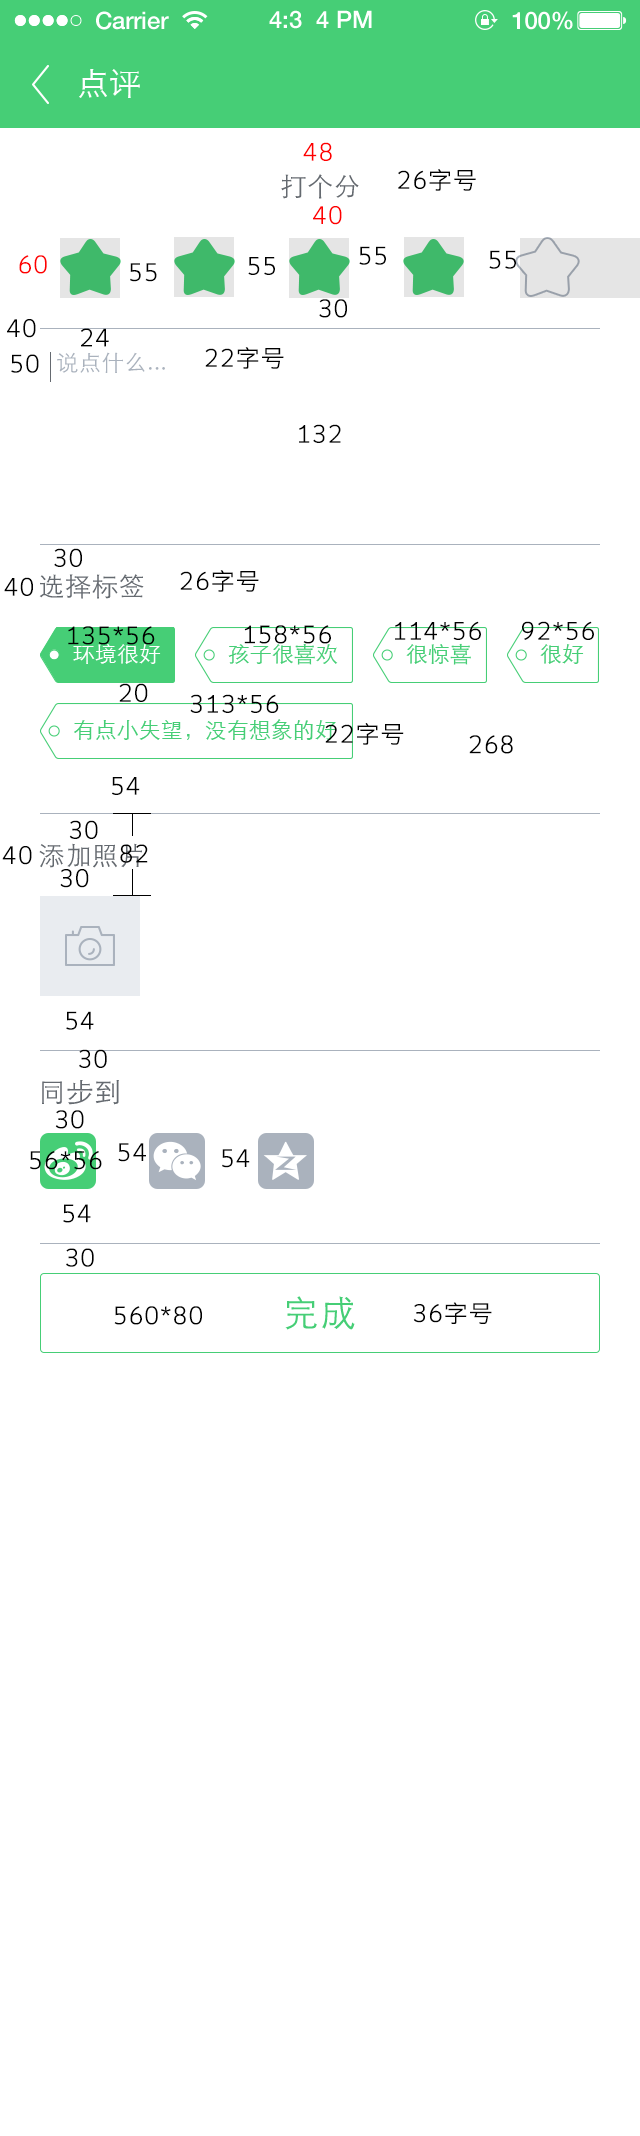 Carrier 4:3 4 PM 100%
点评
48
打个分 26字号
40
60 55 55 55 55
30
40
24
50 说点什么... 22字号
132
30
40 选择标签 26字号
135*56 158*56 114*56 92*56
环境很好 孩子很喜欢 很惊喜 很好
20 313*56
有点小失望，没有想象的好 22字号 268
54
30
40 添加照片 82
30
54
30
同步到
30
56*56 54 54
54
30
560*80 完成 36字号